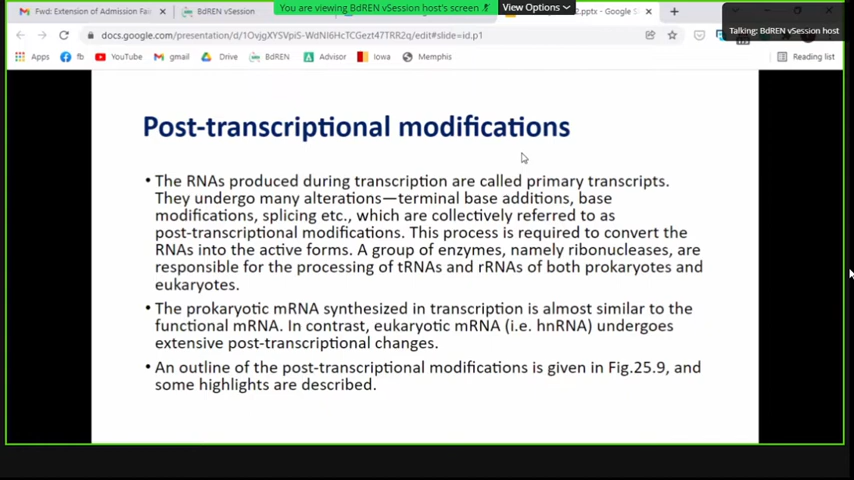 You are viewing BdREN vSession host's screen
View Options
Fwd: Extension of Admission Fair
BdREN vSession
2.pptx - Google S
Talking: BdREN vSession host
docs.google.com/presentation/d/1OvjgXYSVpiS-WdNI6HcTCGezt47TRR2q/edit#slide=id.p1
Apps
fb
YouTube
gmail
Drive
BdREN
Advisor
Iowa
Memphis
Reading list
Post-transcriptional modifications
• The RNAs produced during transcription are called primary transcripts.
They undergo many alterations—terminal base additions, base
modifications, splicing etc., which are collectively referred to as
post-transcriptional modifications. This process is required to convert the
RNAs into the active forms. A group of enzymes, namely ribonucleases, are
responsible for the processing of tRNAs and rRNAs of both prokaryotes and
eukaryotes.
• The prokaryotic mRNA synthesized in transcription is almost similar to the
functional mRNA. In contrast, eukaryotic mRNA (i.e. hnRNA) undergoes
extensive post-transcriptional changes.
• An outline of the post-transcriptional modifications is given in Fig.25.9, and
some highlights are described.